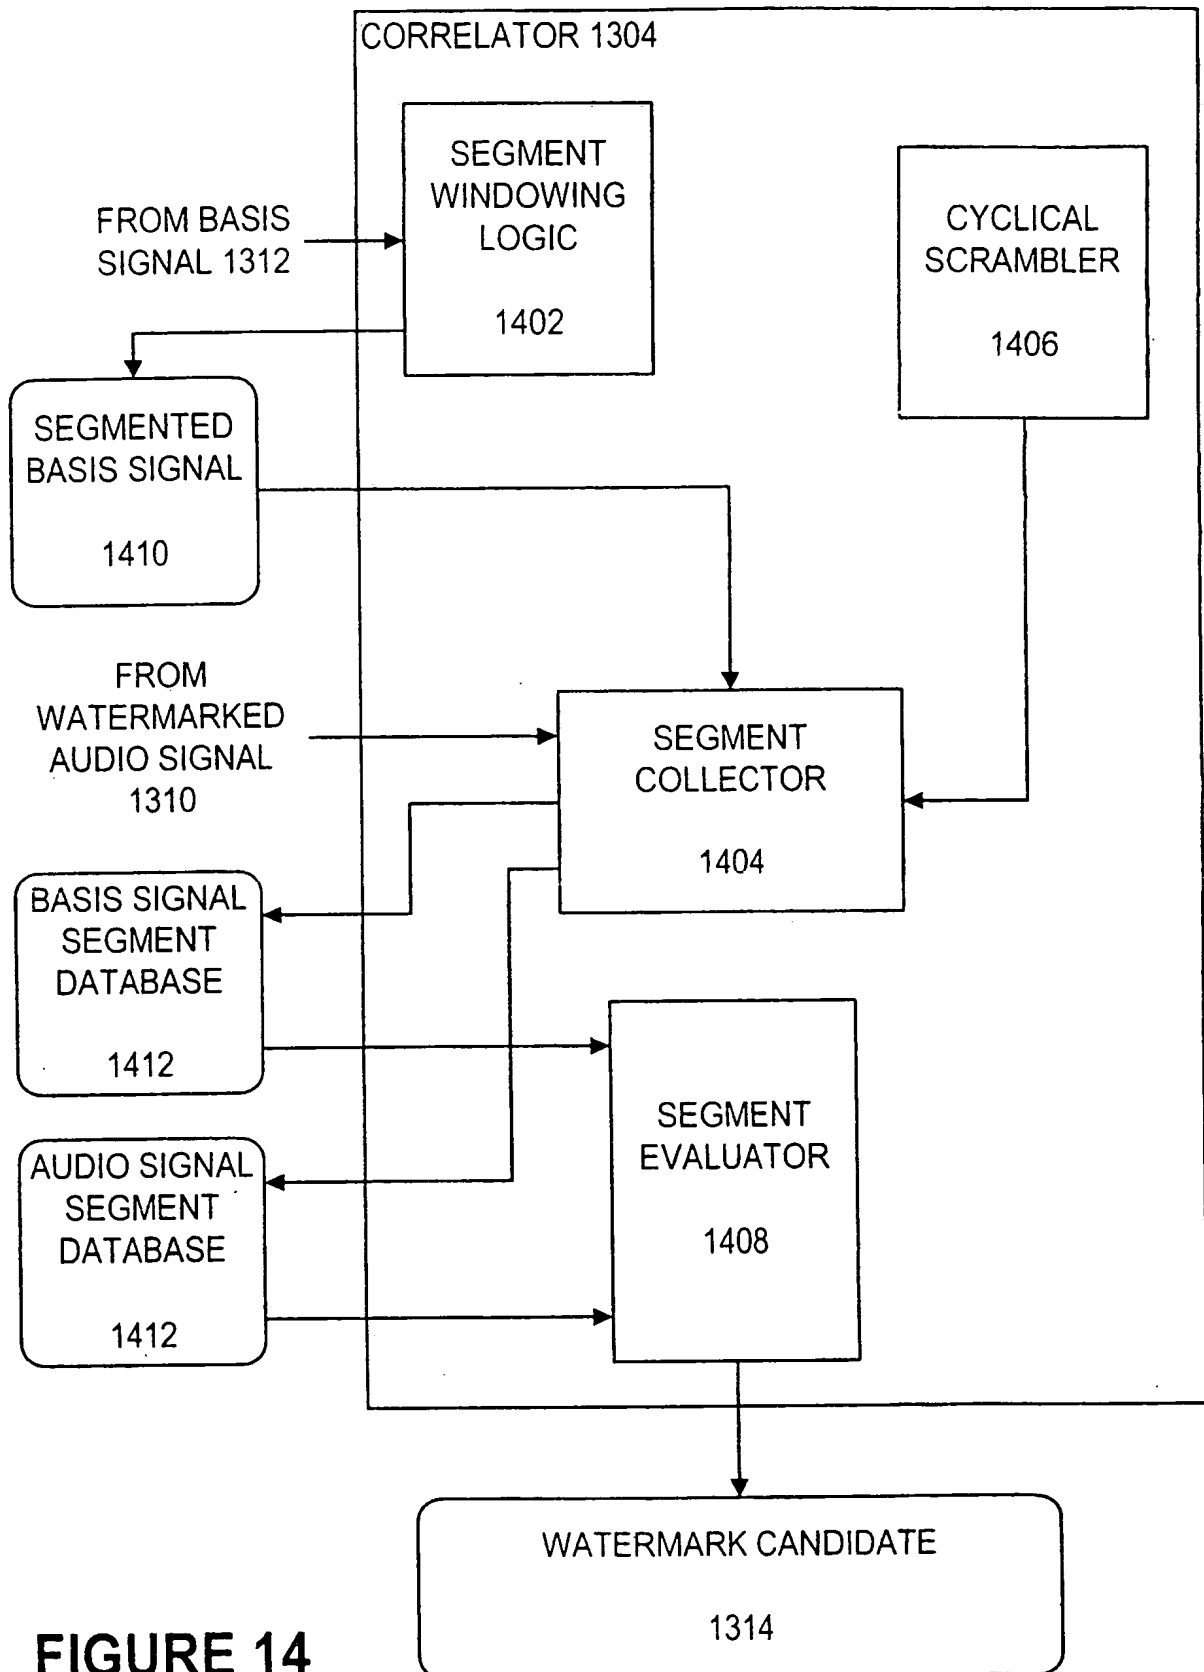 CORRELATOR 1304
SEGMENT
WINDOWING
LOGIC
1402
CYCLICAL
SCRAMBLER
1406
FROM BASIS
SIGNAL 1312
SEGMENTED
BASIS SIGNAL
1410
FROM
WATERMARKED
AUDIO SIGNAL
1310
SEGMENT
COLLECTOR
1404
BASIS SIGNAL
SEGMENT
DATABASE
1412
SEGMENT
EVALUATOR
1408
AUDIO SIGNAL
SEGMENT
DATABASE
1412
WATERMARK CANDIDATE
1314
FIGURE 14